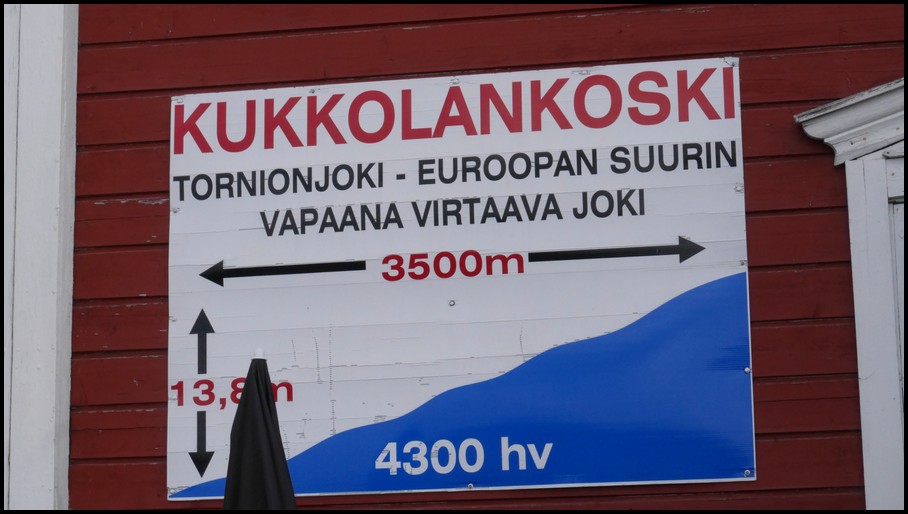 KUKKOLANKOSKI
TORNIONJOKI - EUROOPAN SUURIN
VAPAANA VIRTAAVA JOKI
3500m
13,8m
4300 hv